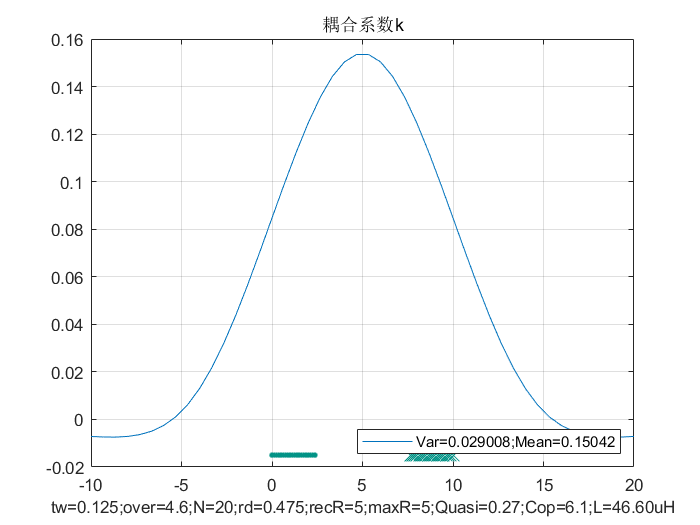 耦合系数k
0.16
0.14
0.12
0.1
0.08
0.06
0.04
0.02
0
-0.02
Var=0.029008;Mean=0.15042
-10 -5 0 5 10 15 20
tw=0.125;over=4.6;N=20;rd=0.475;recR=5;maxR=5;Quasi=0.27;Cop=6.1;L=46.60uH